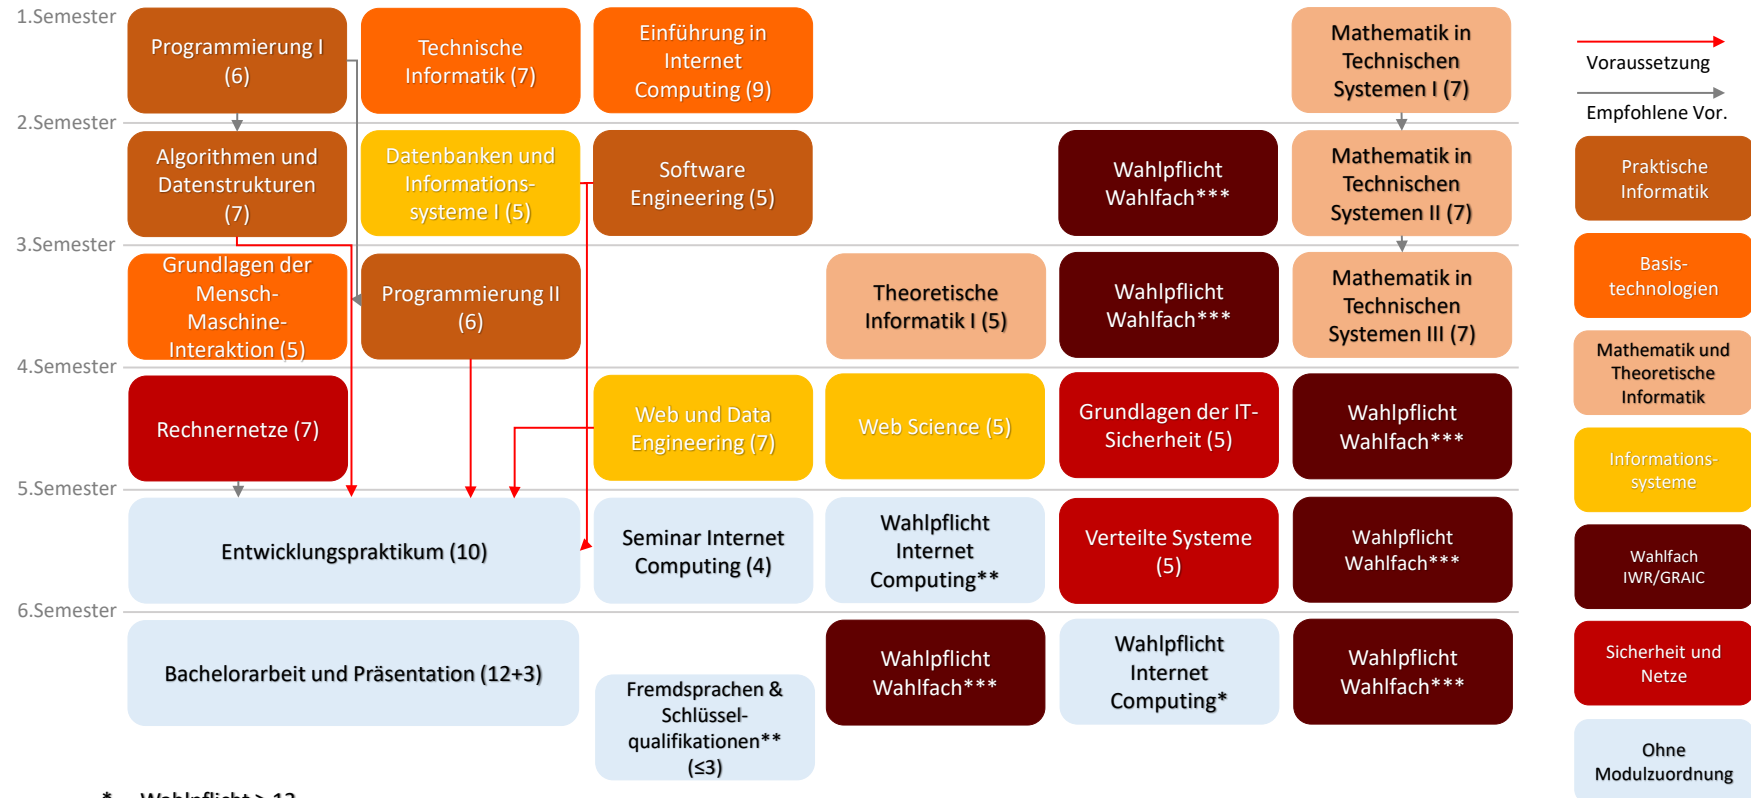 1.Semester
Programmierung I
(6)
Technische
Informatik (7)
Einführung in
Internet
Computing (9)
Mathematik in
Technischen
Systemen I (7)
Voraussetzung
Empfohlene Vor.
2.Semester
Algorithmen und
Datenstrukturen
(7)
Datenbanken und
Informations-
systeme I (5)
Software
Engineering (5)
Wahlpflicht
Wahlfach***
Mathematik in
Technischen
Systemen II (7)
Praktische
Informatik
3.Semester
Grundlagen der
Mensch-
Maschine-
Interaktion (5)
Programmierung II
(6)
Theoretische
Informatik I (5)
Wahlpflicht
Wahlfach***
Mathematik in
Technischen
Systemen III (7)
Basis-
technologien
Mathematik und
Theoretische
Informatik
4.Semester
Rechnernetze (7)
Web und Data
Engineering (7)
Web Science (5)
Grundlagen der IT-
Sicherheit (5)
Wahlpflicht
Wahlfach***
Informations-
systeme
5.Semester
Entwicklungspraktikum (10)
Seminar Internet
Computing (4)
Wahlpflicht
Internet
Computing**
Verteilte Systeme
(5)
Wahlpflicht
Wahlfach***
Wahlfach
IWR/GRAIC
6.Semester
Bachelorarbeit und Präsentation (12+3)
Fremdsprachen &
Schlüssel-
qualifikationen**
(≤3)
Wahlpflicht
Wahlfach***
Wahlpflicht
Internet
Computing*
Wahlpflicht
Wahlfach***
Sicherheit und
Netze
Ohne
Modulzuordnung